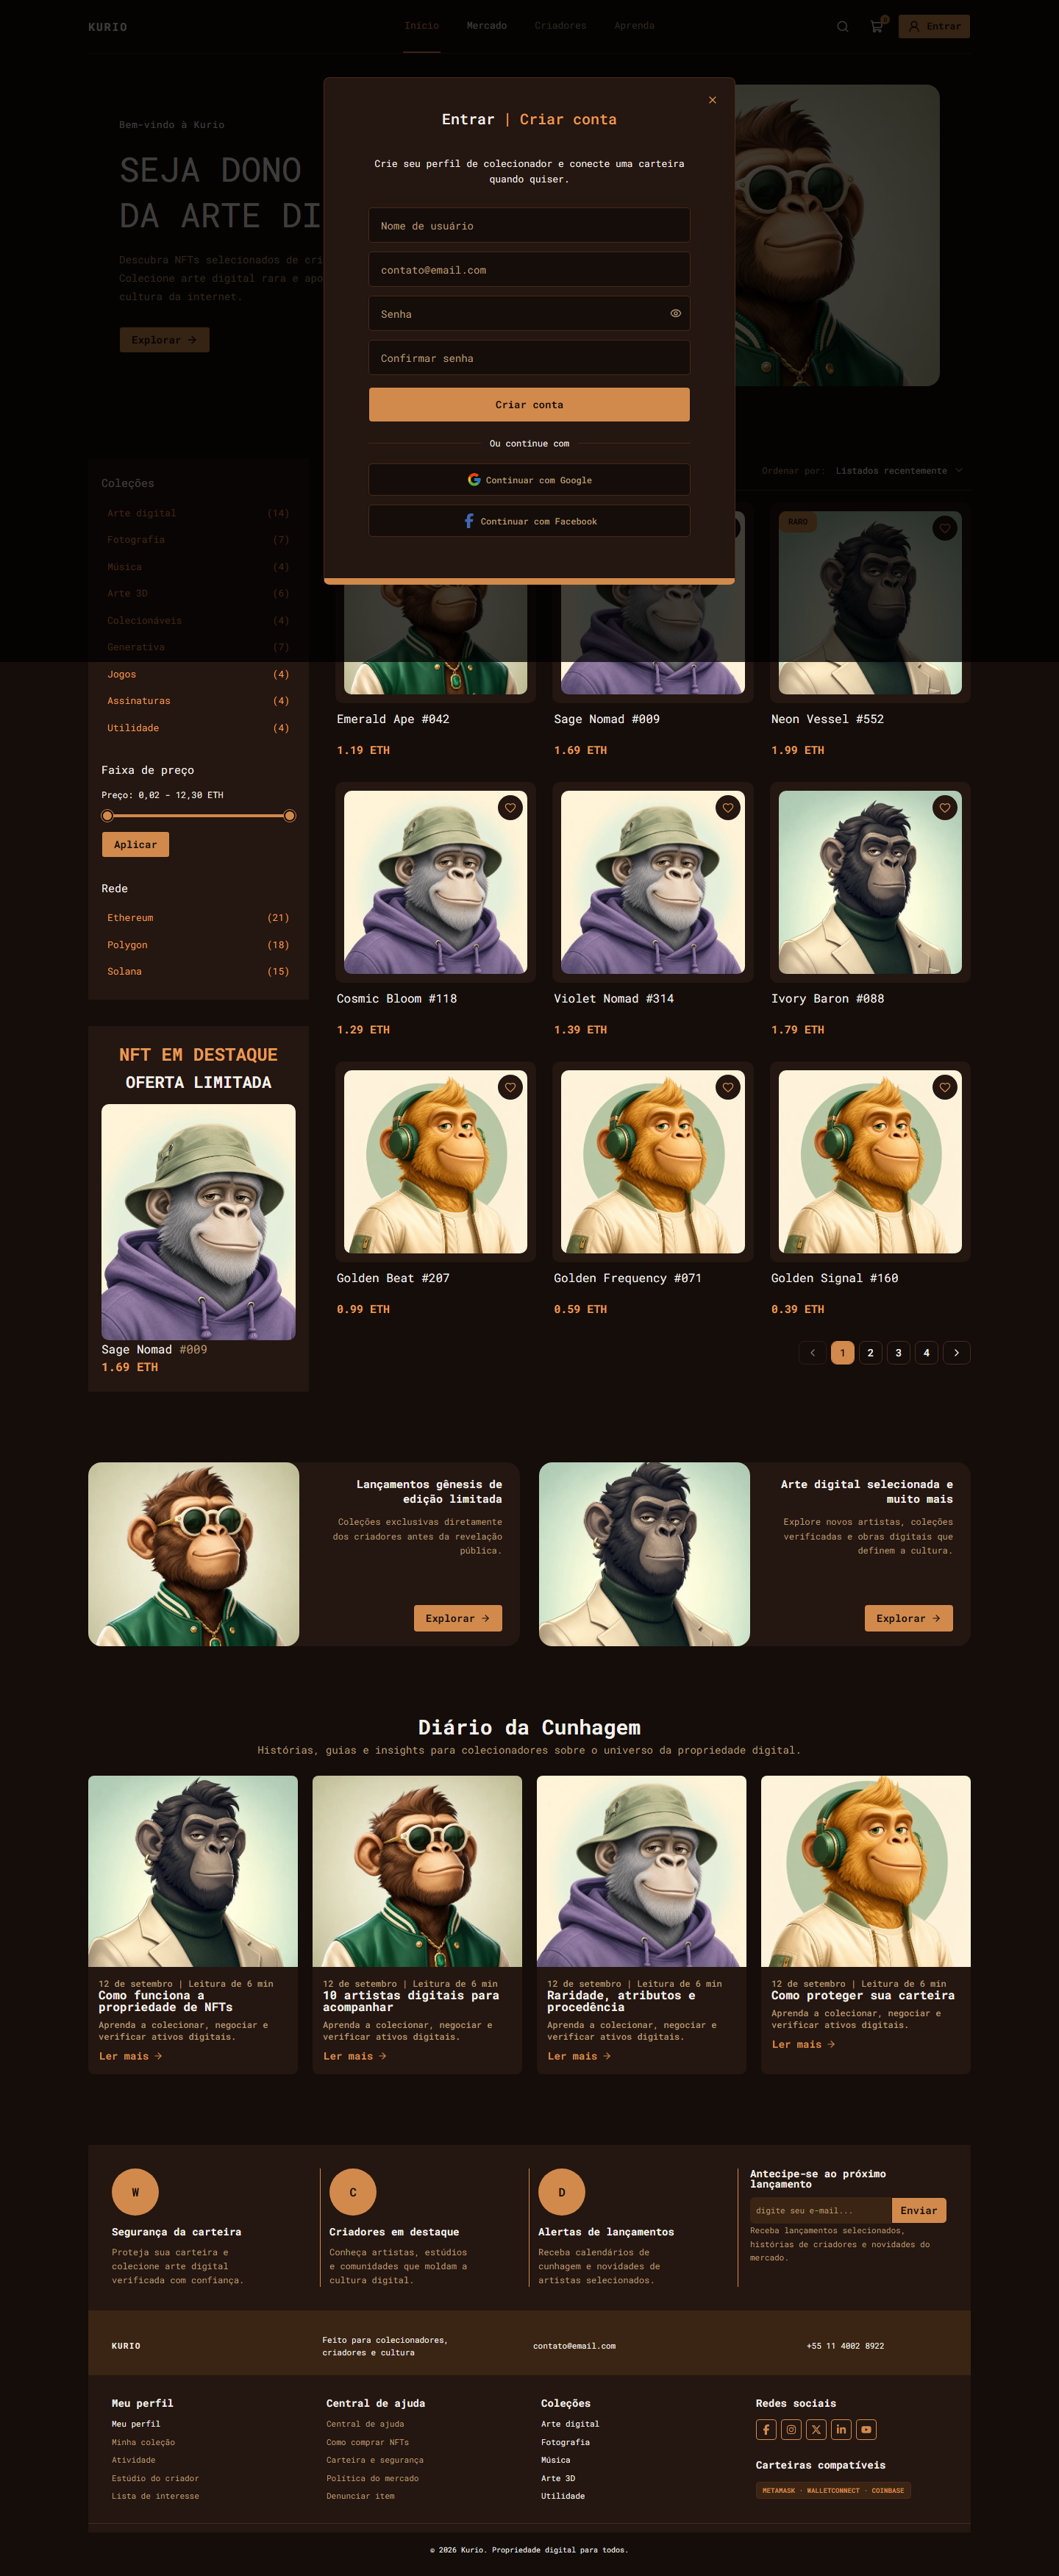 KURIO
Início Mercado Criadores Aprenda
0
Entrar
Bem-vindo à Kurio
SEJA DONO
DA ARTE DI
Descubra NFTs selecionados de cri
Colecione arte digital rara e apo
cultura da internet.
Explorar →
Entrar | Criar conta
Crie seu perfil de colecionador e conecte uma carteira
quando quiser.
Nome de usuário
contato@email.com
Senha
Confirmar senha
Criar conta
Ou continue com
Continuar com Google
Continuar com Facebook
Coleções
Arte digital (14)
Fotografia (7)
Música (4)
Arte 3D (6)
Colecionáveis (4)
Generativa (7)
Jogos (4)
Assinaturas (4)
Utilidade (4)
Faixa de preço
Preço: 0,02 - 12,30 ETH
Aplicar
Rede
Ethereum (21)
Polygon (18)
Solana (15)
NFT EM DESTAQUE
OFERTA LIMITADA
Sage Nomad #009
1.69 ETH
Ordenar por: Listados recentemente
RARO
Emerald Ape #042
1.19 ETH
Sage Nomad #009
1.69 ETH
Neon Vessel #552
1.99 ETH
Cosmic Bloom #118
1.29 ETH
Violet Nomad #314
1.39 ETH
Ivory Baron #088
1.79 ETH
Golden Beat #207
0.99 ETH
Golden Frequency #071
0.59 ETH
Golden Signal #160
0.39 ETH
1 2 3 4
Lançamentos gênesis de
edição limitada
Coleções exclusivas diretamente
dos criadores antes da revelação
pública.
Explorar →
Arte digital selecionada e
muito mais
Explore novos artistas, coleções
verificadas e obras digitais que
definem a cultura.
Explorar →
Diário da Cunhagem
Histórias, guias e insights para colecionadores sobre o universo da propriedade digital.
12 de setembro | Leitura de 6 min
Como funciona a
propriedade de NFTs
Aprenda a colecionar, negociar e
verificar ativos digitais.
Ler mais →
12 de setembro | Leitura de 6 min
10 artistas digitais para
acompanhar
Aprenda a colecionar, negociar e
verificar ativos digitais.
Ler mais →
12 de setembro | Leitura de 6 min
Raridade, atributos e
procedência
Aprenda a colecionar, negociar e
verificar ativos digitais.
Ler mais →
12 de setembro | Leitura de 6 min
Como proteger sua carteira
Aprenda a colecionar, negociar e
verificar ativos digitais.
Ler mais →
W
Segurança da carteira
Proteja sua carteira e
colecione arte digital
verificada com confiança.
C
Criadores em destaque
Conheça artistas, estúdios
e comunidades que moldam a
cultura digital.
D
Alertas de lançamentos
Receba calendários de
cunhagem e novidades de
artistas selecionados.
Antecipe-se ao próximo
lançamento
digite seu e-mail...
Enviar
Receba lançamentos selecionados,
histórias de criadores e novidades do
mercado.
KURIO
Feito para colecionadores,
criadores e cultura
contato@email.com
+55 11 4002 8922
Meu perfil
Meu perfil
Minha coleção
Atividade
Estúdio do criador
Lista de interesse
Central de ajuda
Central de ajuda
Como comprar NFTs
Carteira e segurança
Política do mercado
Denunciar item
Coleções
Arte digital
Fotografia
Música
Arte 3D
Utilidade
Redes sociais
Carteiras compatíveis
METAMASK · WALLETCONNECT · COINBASE
© 2026 Kurio. Propriedade digital para todos.